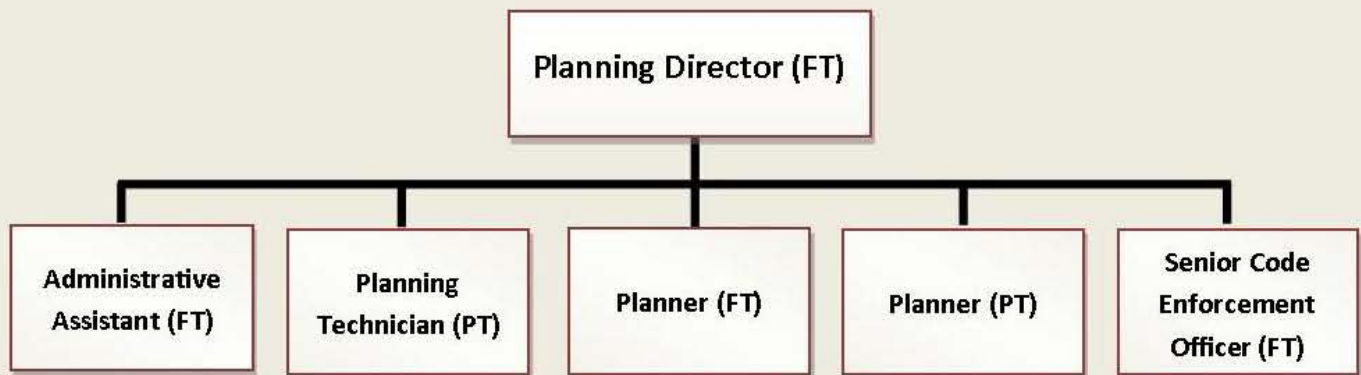 Planning Director (FT)
Administrative
Assistant (FT)
Planning
Technician (PT)
Planner (FT)
Planner (PT)
Senior Code
Enforcement
Officer (FT)